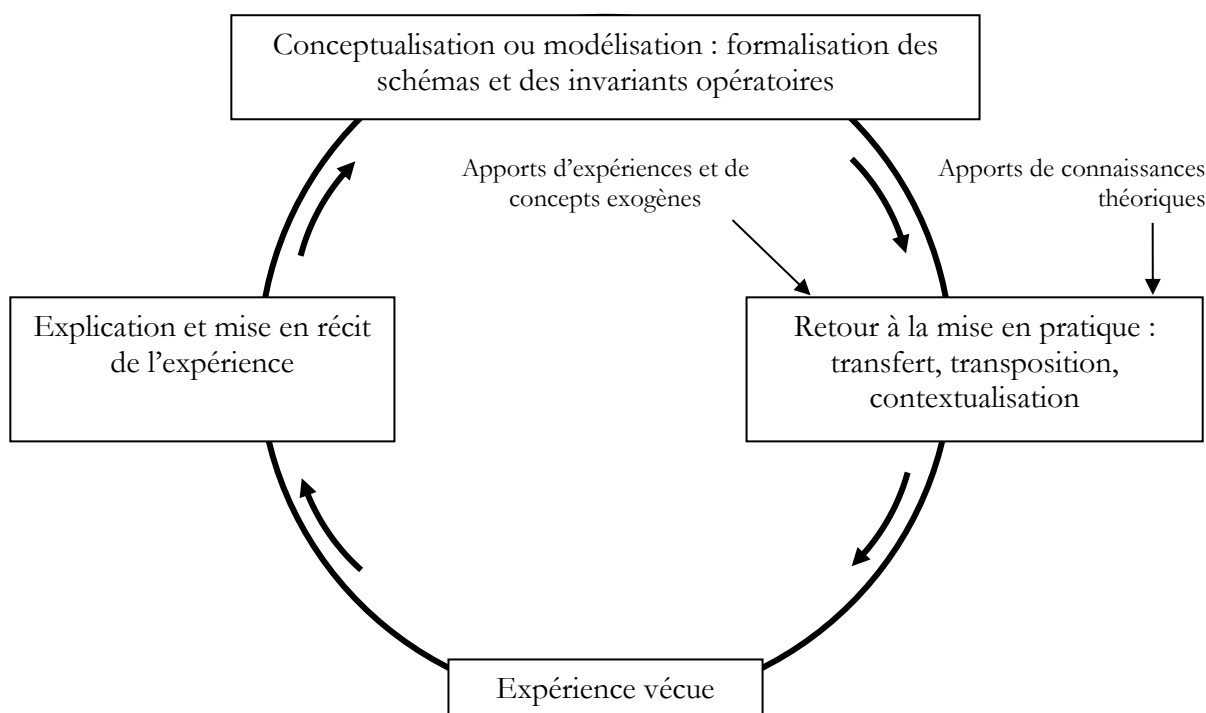 Conceptualisation ou modélisation : formalisation des
schémas et des invariants opératoires
Apports d’expériences et de
concepts exogènes
Apports de connaissances
théoriques
Explication et mise en récit
de l’expérience
Retour à la mise en pratique :
transfert, transposition,
contextualisation
Expérience vécue